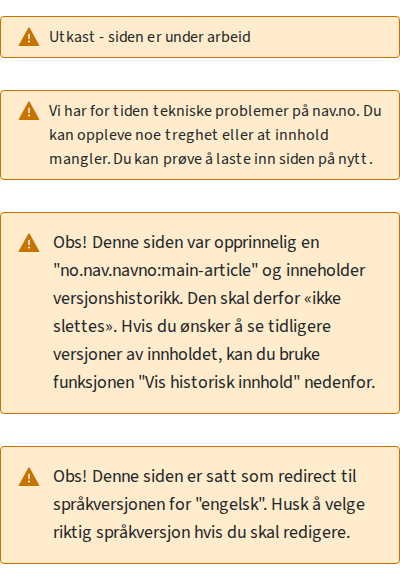 Utkast - siden er under arbeid
Vi har for tiden tekniske problemer på nav.no. Du
kan oppleve noe treghet eller at innhold
mangler. Du kan prøve å laste inn siden på nytt.
Obs! Denne siden var opprinnelig en
"no.nav.navno:main-article" og inneholder
versjonshistorikk. Den skal derfor «ikke
slettes». Hvis du ønsker å se tidligere
versjoner av innholdet, kan du bruke
funksjonen "Vis historisk innhold" nedenfor.
Obs! Denne siden er satt som redirect til
språkversjonen for "engelsk". Husk å velge
riktig språkversjon hvis du skal redigere.